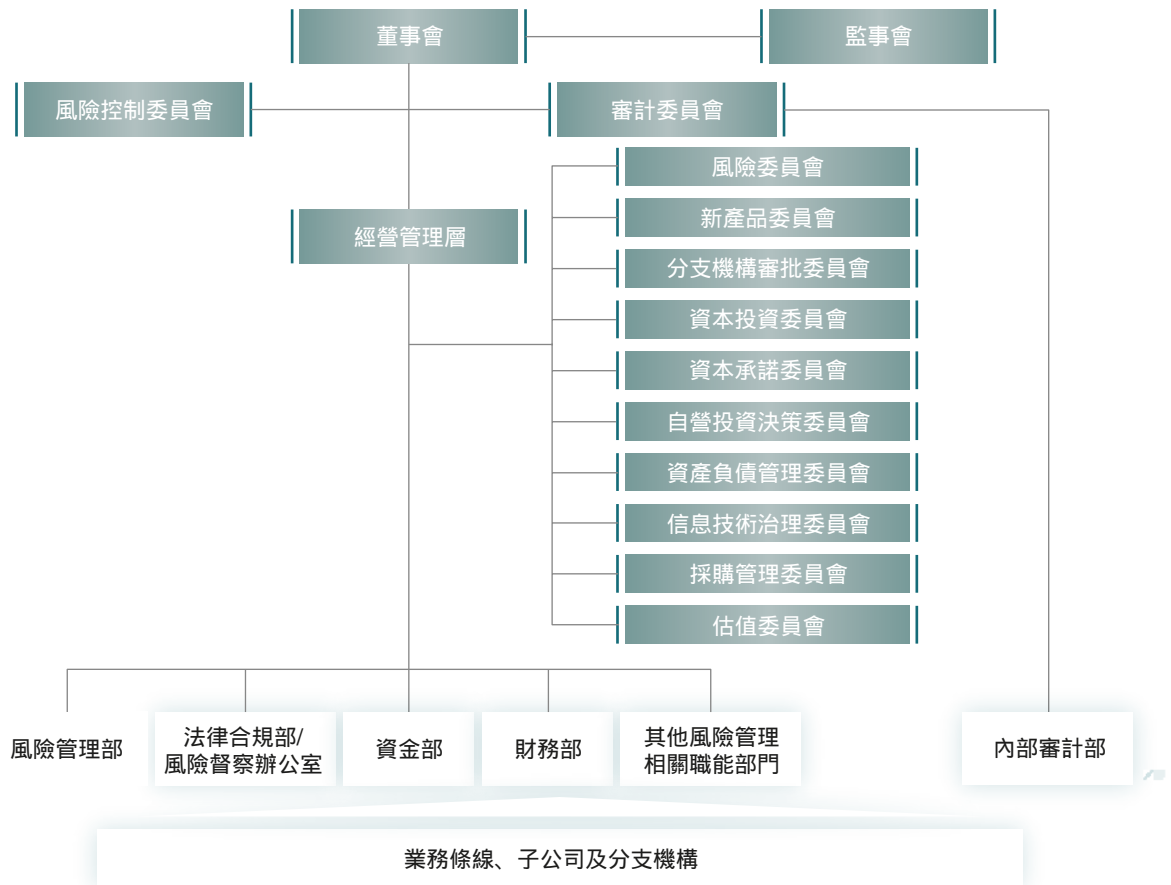 董事會
監事會
風險控制委員會
審計委員會
風險委員會
新產品委員會
經營管理層
分支機構審批委員會
資本投資委員會
資本承諾委員會
自營投資決策委員會
資產負債管理委員會
信息技術治理委員會
採購管理委員會
估值委員會
風險管理部
法律合規部/
風險督察辦公室
資金部
財務部
其他風險管理
相關職能部門
內部審計部
業務條線、子公司及分支機構